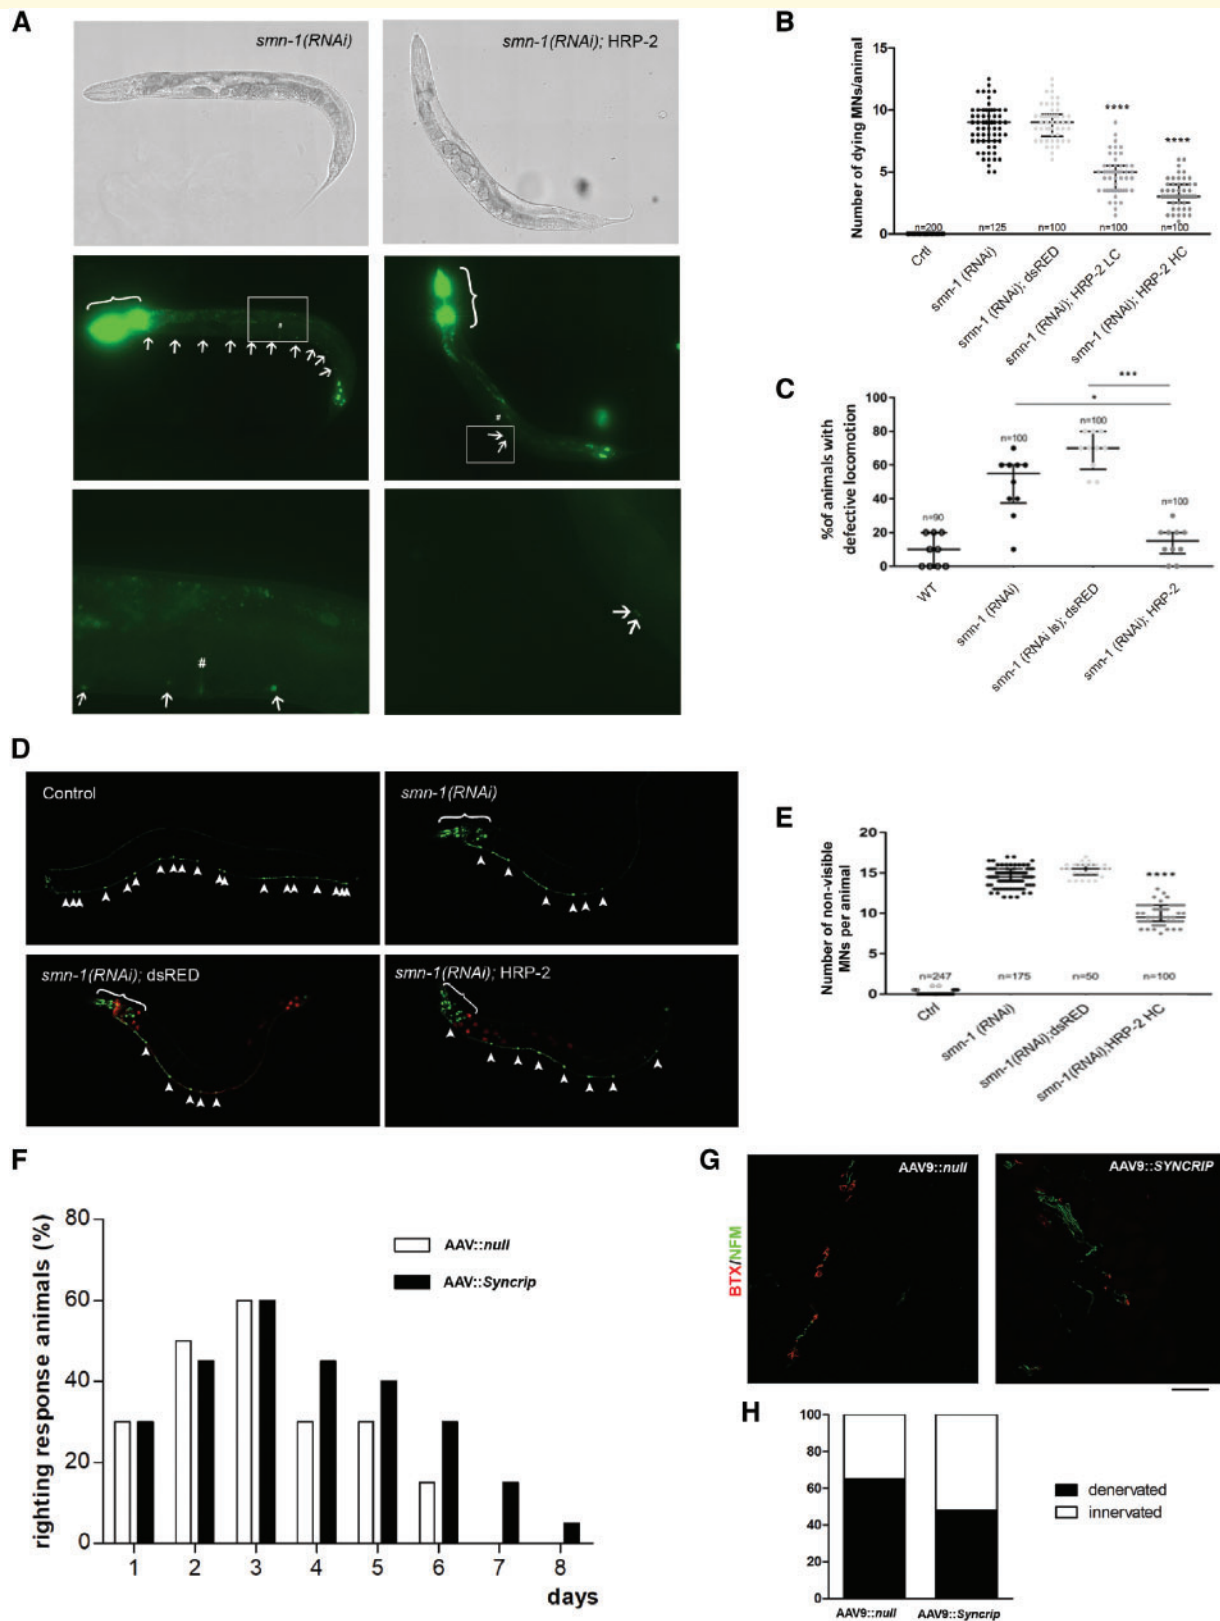 A
smn-1(RNAi)
smn-1(RNAi); HRP-2
#
#
#
B
Number of dying MNs/animal
15
10
5
0
****
****
n=200
n=125
n=100
n=100
n=100
Crtl
smn-1 (RNAi)
smn-1 (RNAi); dsRED
smn-1 (RNAi); HRP-2 LC
smn-1 (RNAi); HRP-2 HC
C
%of animals with
defective locomotion
100
80
60
40
20
0
***
*
n=90
n=100
n=100
n=100
WT
smn-1 (RNAi)
smn-1 (RNAi Is); dsRED
smn-1 (RNAi); HRP-2
D
Control
smn-1(RNAi)
smn-1(RNAi); dsRED
smn-1(RNAi); HRP-2
E
Number of non-visible
MNs per animal
20
15
10
5
0
****
n=247
n=175
n=50
n=100
Ctrl
smn-1 (RNAi)
smn-1(RNAi);dsRED
smn-1(RNAi);HRP-2 HC
F
righting response animals (%)
80
60
40
20
0
AAV::null
AAV::Syncrip
1 2 3 4 5 6 7 8
days
G
BTX/NFM
AAV9::null
AAV9::SYNCRIP
H
100
80
60
40
20
0
denervated
innervated
AAV9::null
AAV9::Syncrip